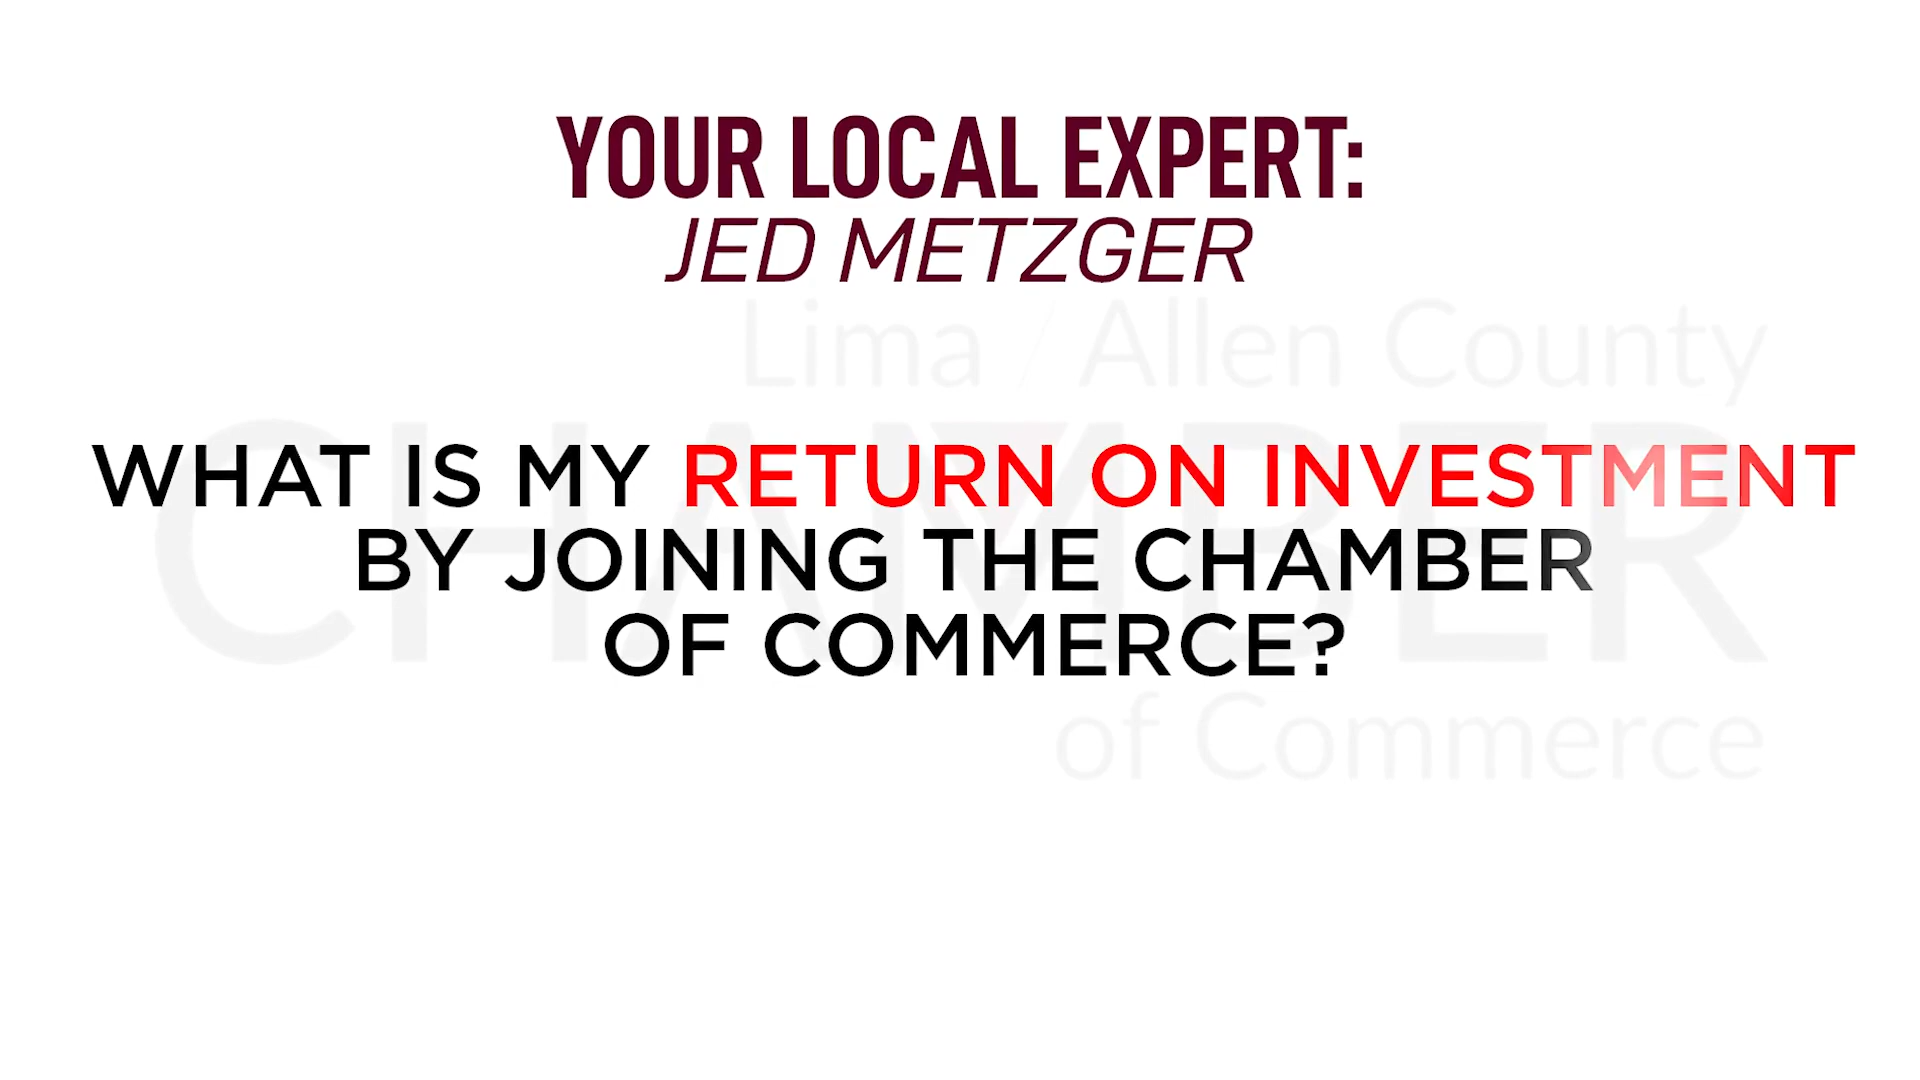 YOUR LOCAL EXPERT:
JED METZGER
Lima / Allen County
CHAMBER
WHAT IS MY RETURN ON INVESTMENT
BY JOINING THE CHAMBER
OF COMMERCE?
of Commerce